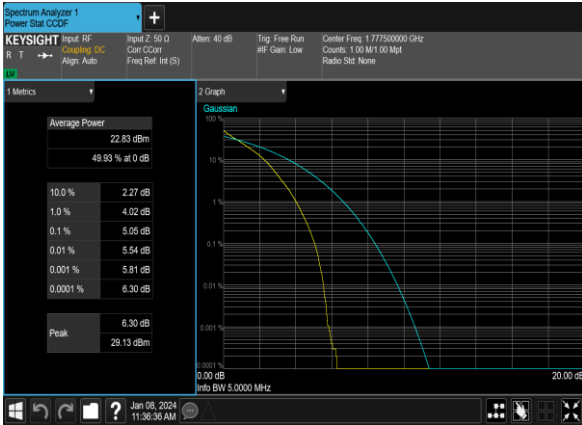 Spectrum Analyzer 1
Power Stat CCDF
KEYSIGHT
R T
LW
Input: RF
Coupling: DC
Align: Auto
Input Z: 50 Ω
Corr CCorr
Freq Ref: Int (S)
Atten: 40 dB
Trig: Free Run
#IF Gain: Low
Center Freq: 1.777500000 GHz
Counts: 1.00 M/1.00 Mpt
Radio Std: None
1 Metrics
Average Power
22.83 dBm
49.93 % at 0 dB
10.0 % 2.27 dB
1.0 % 4.02 dB
0.1 % 5.05 dB
0.01 % 5.54 dB
0.001 % 5.81 dB
0.0001 % 6.30 dB
Peak
6.30 dB
29.13 dBm
2 Graph
Gaussian
100 %
10 %
1 %
0.1 %
0.01 %
0.001 %
0.0001 %
0.00 dB
20.00 dB
Info BW 5.0000 MHz
?
Jan 08, 2024
11:36:36 AM